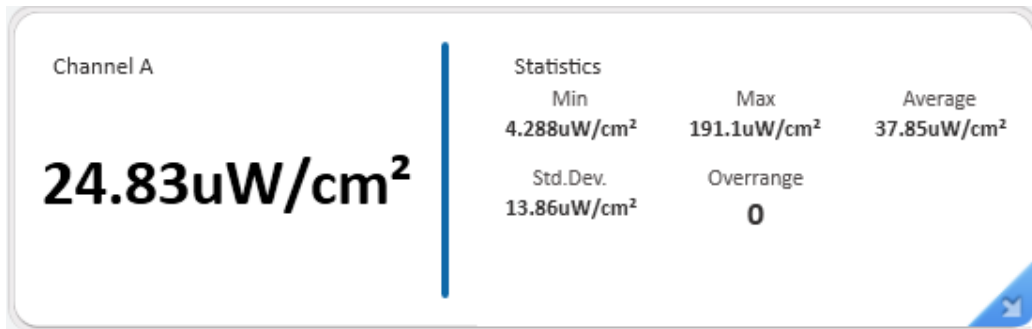 Channel A
24.83uW/cm²
Statistics
Min Max Average
4.288uW/cm² 191.1uW/cm² 37.85uW/cm²
Std.Dev. Overrange
13.86uW/cm² 0